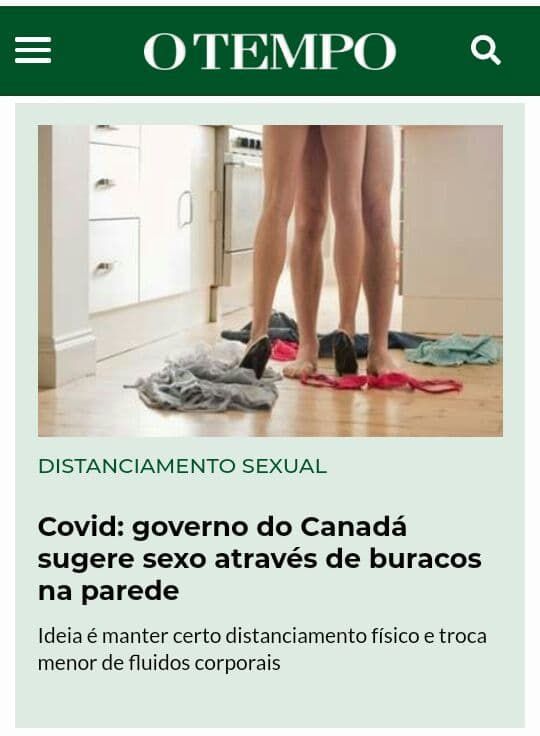 O TEMPO
DISTANCIAMENTO SEXUAL
Covid: governo do Canadá
sugere sexo através de buracos
na parede
Ideia é manter certo distanciamento físico e troca
menor de fluidos corporais